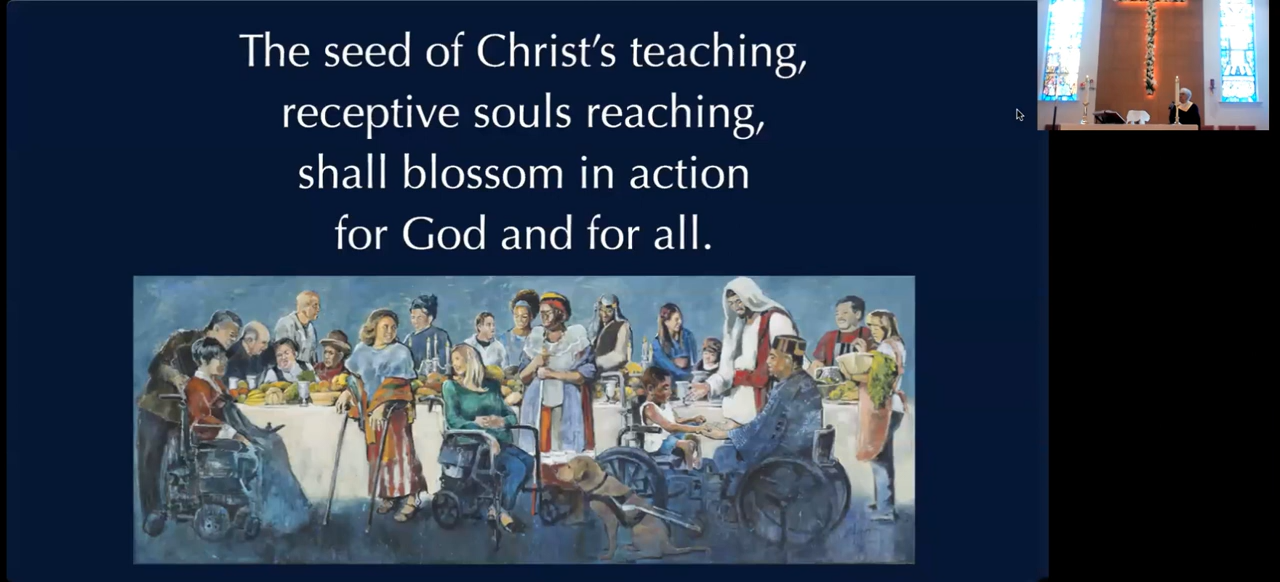 The seed of Christ’s teaching,
receptive souls reaching,
shall blossom in action
for God and for all.